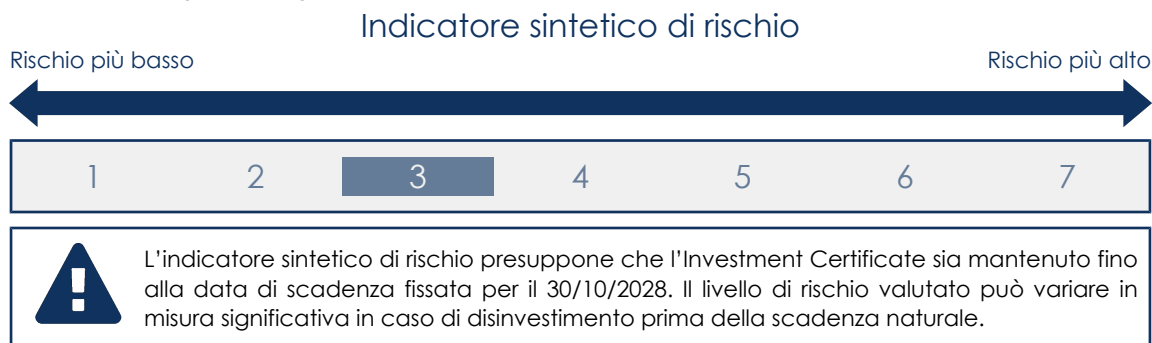 Indicatore sintetico di rischio
Rischio più basso
Rischio più alto
1 2 3 4 5 6 7
L'indicatore sintetico di rischio presuppone che l'Investment Certificate sia mantenuto fino
alla data di scadenza fissata per il 30/10/2028. Il livello di rischio valutato può variare in
misura significativa in caso di disinvestimento prima della scadenza naturale.